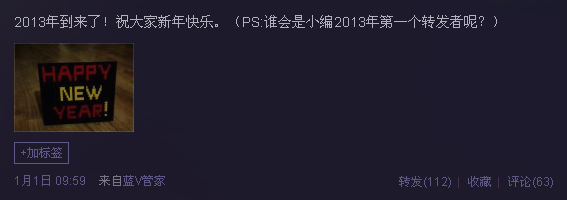 2013年到来了！祝大家新年快乐。（PS:谁会是小编2013年第一个转发者呢？）
HAPPY
NEW
YEAR!
+加标签
1月1日 09:59 来自蓝V管家 转发(112) | 收藏 | 评论(63)